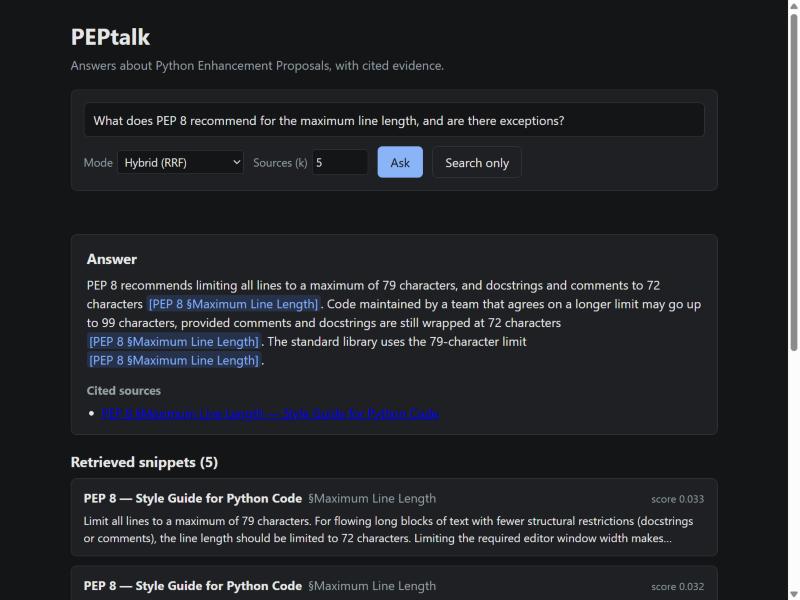 PEPtalk
Answers about Python Enhancement Proposals, with cited evidence.
What does PEP 8 recommend for the maximum line length, and are there exceptions?
Mode Hybrid (RRF) Sources (k) 5 Ask Search only
Answer
PEP 8 recommends limiting all lines to a maximum of 79 characters, and docstrings and comments to 72
characters [PEP 8 §Maximum Line Length]. Code maintained by a team that agrees on a longer limit may go up
to 99 characters, provided comments and docstrings are still wrapped at 72 characters
[PEP 8 §Maximum Line Length]. The standard library uses the 79-character limit
[PEP 8 §Maximum Line Length].
Cited sources
PEP 8 §Maximum Line Length — Style Guide for Python Code
Retrieved snippets (5)
PEP 8 — Style Guide for Python Code §Maximum Line Length score 0.033
Limit all lines to a maximum of 79 characters. For flowing long blocks of text with fewer structural restrictions (docstrings
or comments), the line length should be limited to 72 characters. Limiting the required editor window width makes...
PEP 8 — Style Guide for Python Code §Maximum Line Length score 0.032